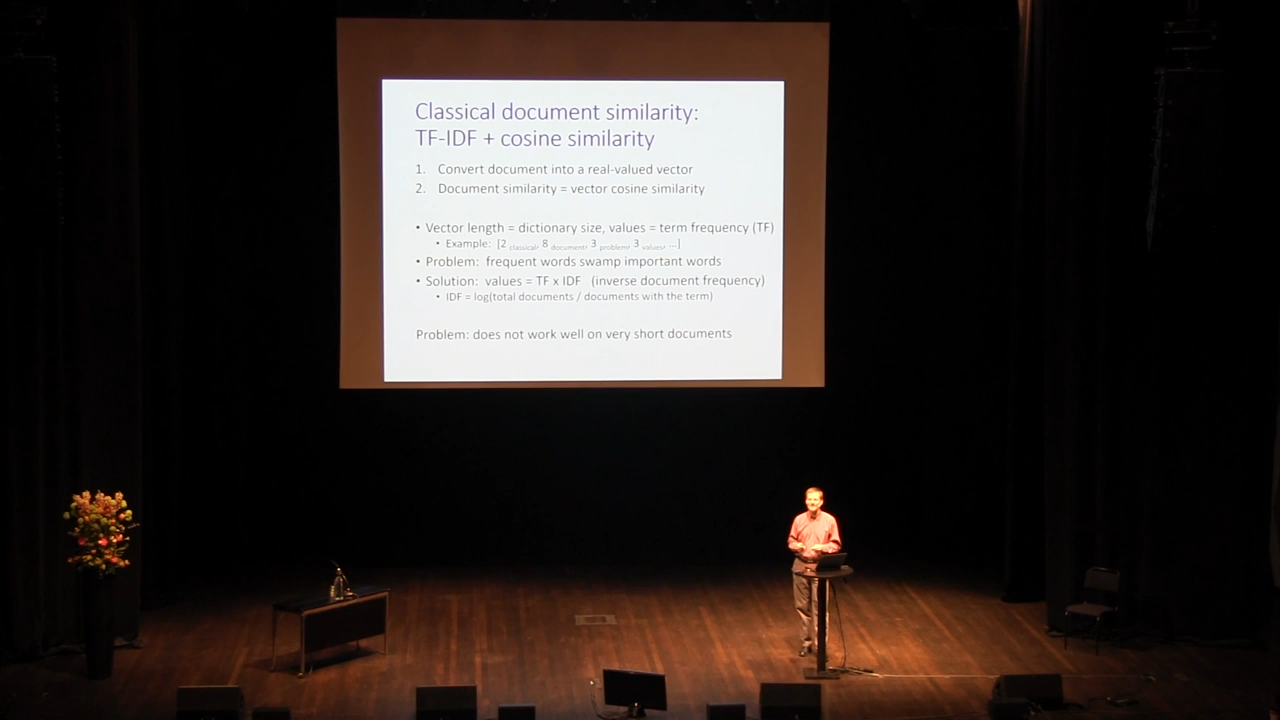 Classical document similarity:
TF-IDF + cosine similarity
1. Convert document into a real-valued vector
2. Document similarity = vector cosine similarity
• Vector length = dictionary size, values = term frequency (TF)
• Example: [2 classical, 8 document, 3 problem, 3 values, ...]
• Problem: frequent words swamp important words
• Solution: values = TF x IDF (inverse document frequency)
• IDF = log(total documents / documents with the term)
Problem: does not work well on very short documents